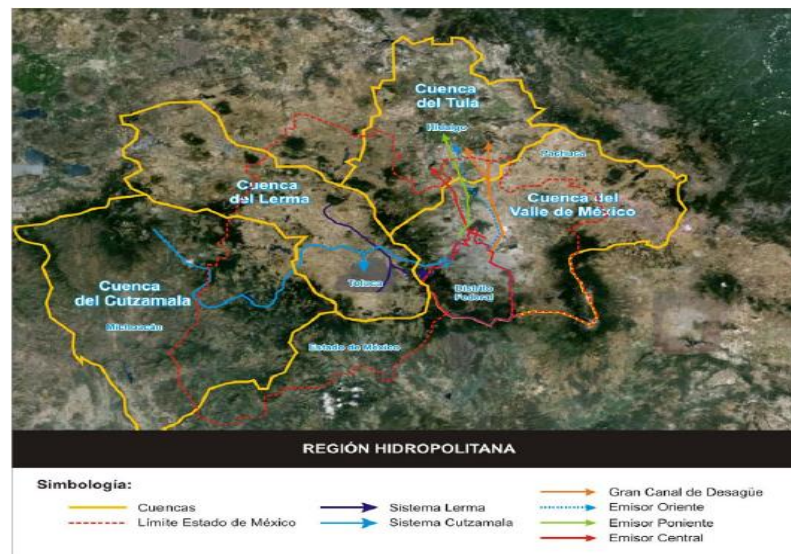 Cuenca
del Tula
Hidalgo
Pachuca
Cuenca
del Lerma
Cuenca del
Valle de México
Cuenca
del Cutzamala
Toluca
Distrito
Federal
Michoacán
Estado de México
REGIÓN HIDROPOLITANA
Simbología:
Cuencas
Límite Estado de México
Sistema Lerma
Sistema Cutzamala
Gran Canal de Desagüe
Emisor Oriente
Emisor Poniente
Emisor Central